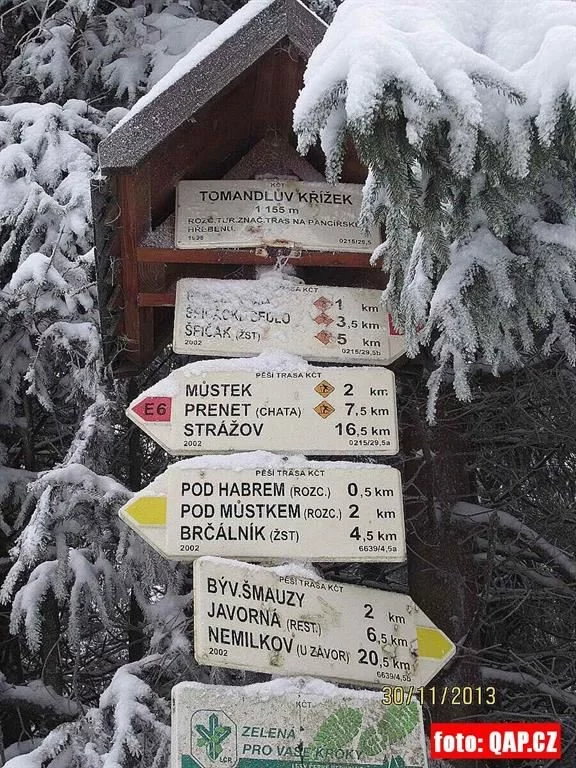 KČT
TOMANDLŮV KŘÍŽEK
1 155 m
ROZC.TUR.ZNAČ.TRAS NA PANCÍŘSKÉM
HŘEBENU.
0215/29,5
TRASA KČT
1 km
3,5 km
ŠPIČÁK (ŽST) 5 km
2002 0215/29,5b
PĚŠÍ TRASA KČT
E6
MŮSTEK 2 km
PRENET (CHATA) 7,5 km
STRÁŽOV 16,5 km
2002 0215/29,5a
PĚŠÍ TRASA KČT
POD HABREM (ROZC.) 0,5 km
POD MŮSTKEM (ROZC.) 2 km
BRČÁLNÍK (ŽST) 4,5 km
2002 6639/4,5a
PĚŠÍ TRASA KČT
BÝV.ŠMAUZY 2 km
JAVORNÁ (REST.) 6,5 km
NEMILKOV (U ZÁVOR) 20,5 km
2002 6639/4,5b
KČT
LČR
ZELENÁ
PRO VAŠE KROKY
30/11/2013
foto: QAP.CZ